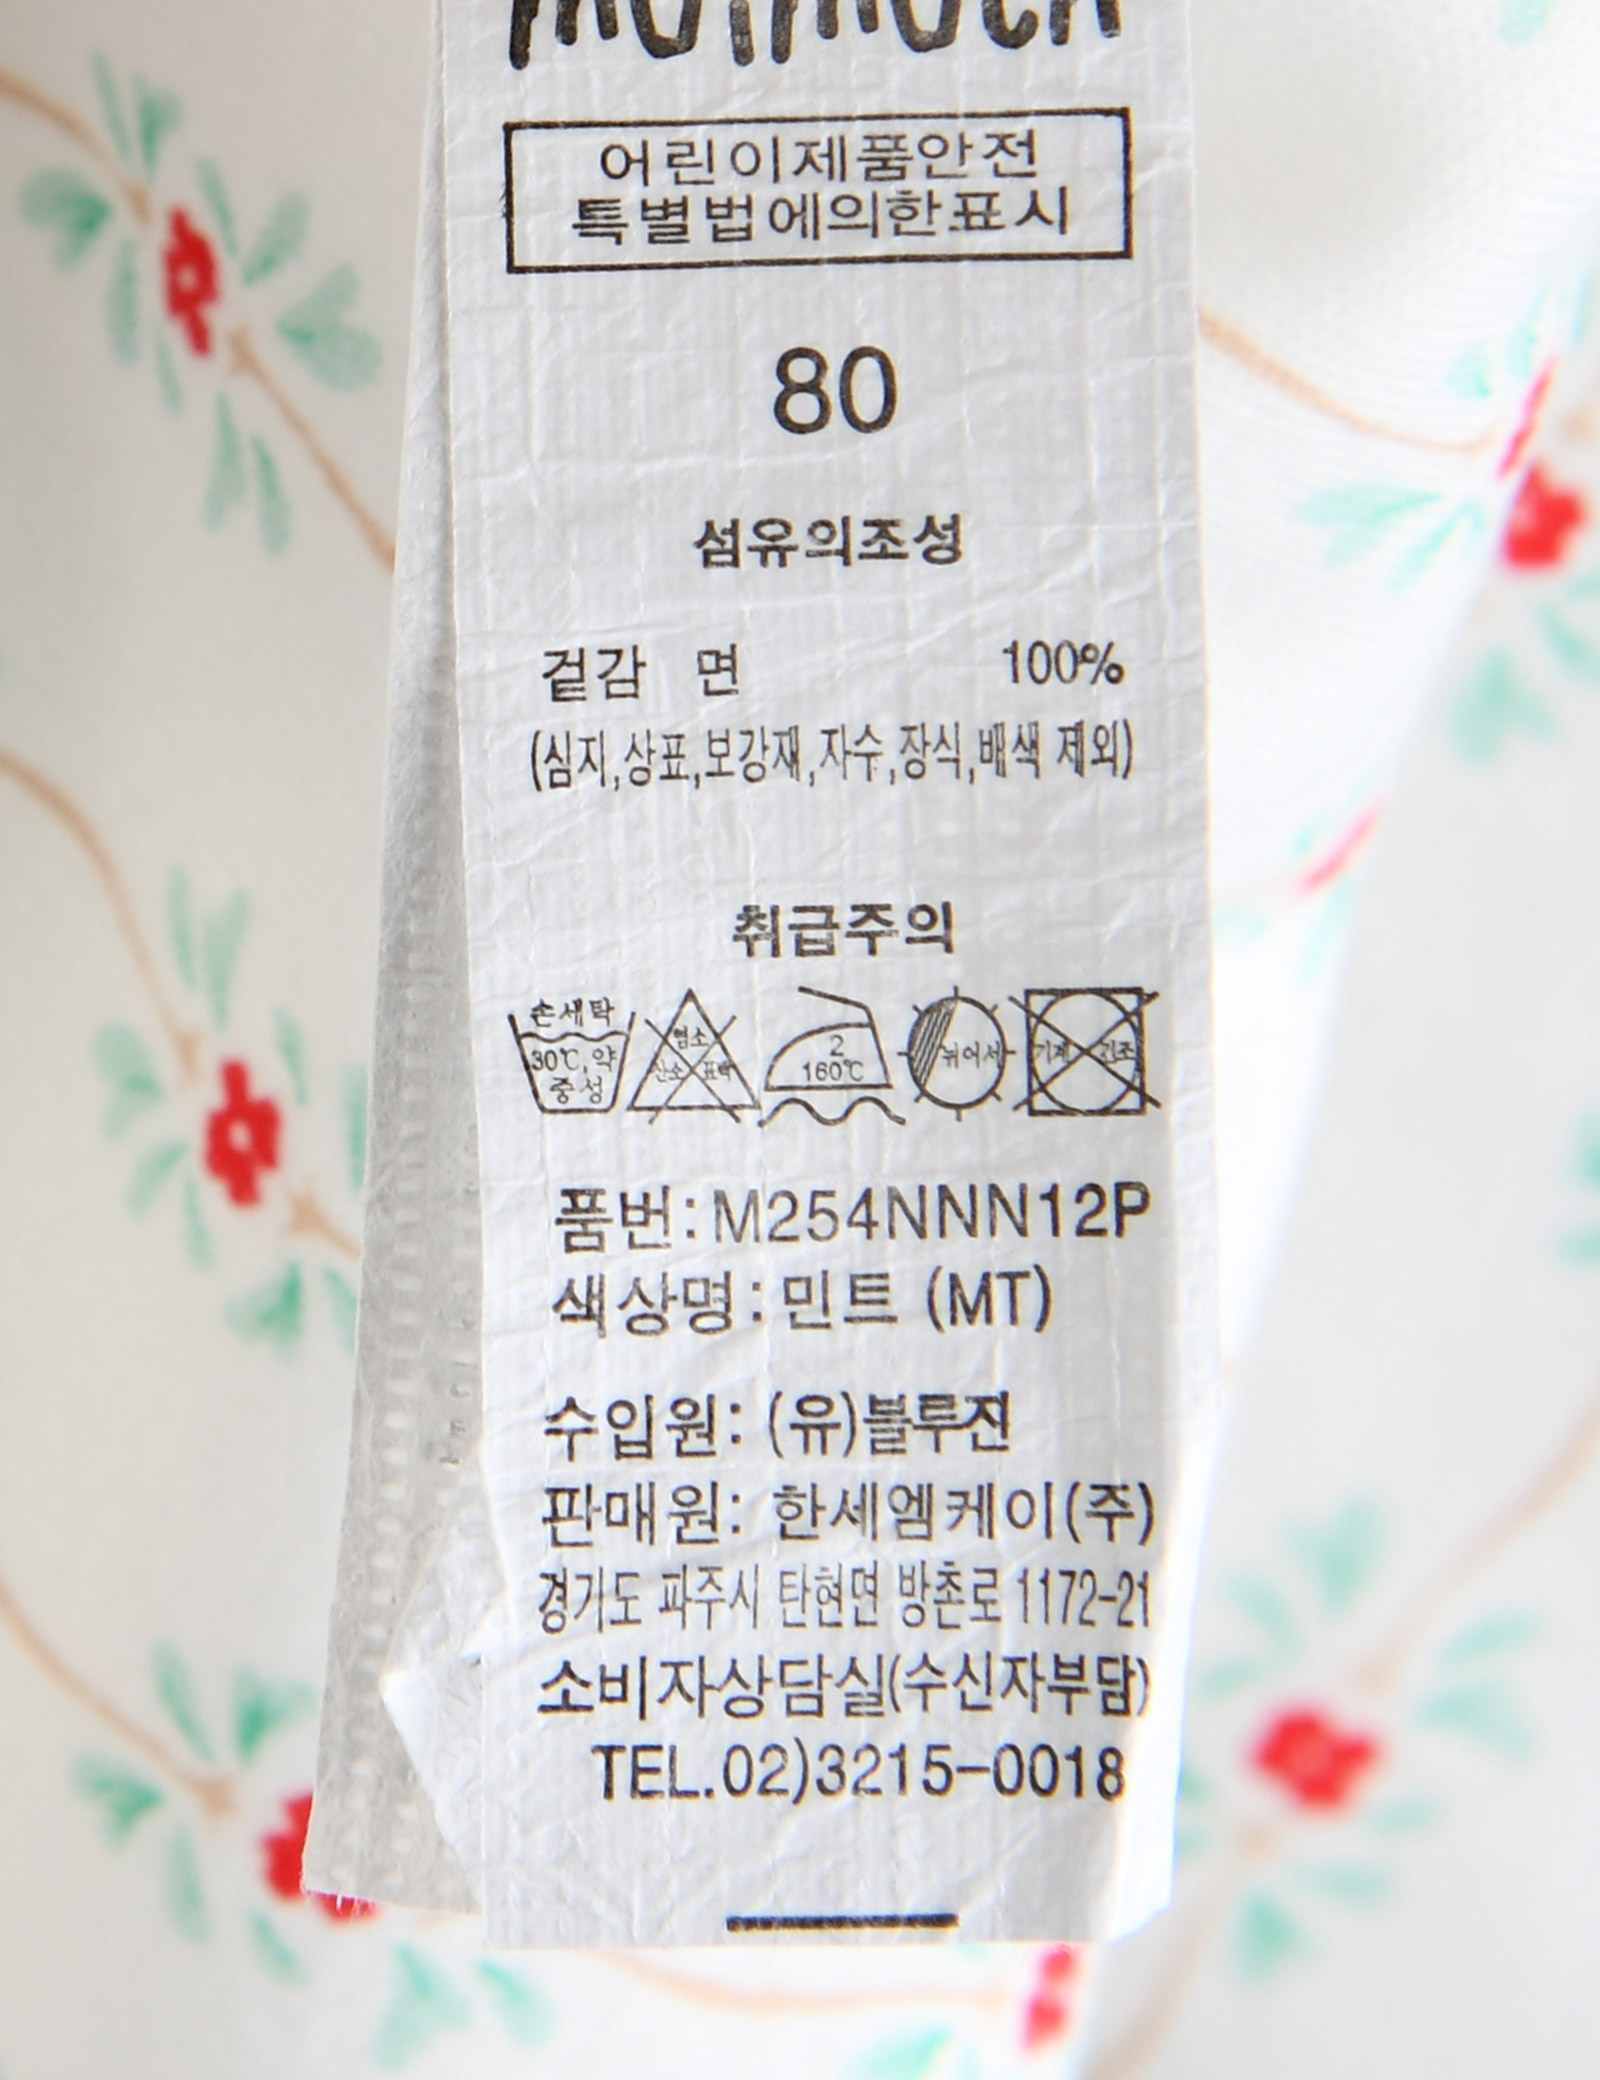 어린이제품안전
특별법에의한표시
80
섬유의조성
겉감 면 100%
(심지,상표,보강재,자수,장식,배색 제외)
취급주의
손세탁
30℃,약
중성
염소
산소 표백
2
160℃
뉘어서
기계 건조
품번:M254NNN12P
색상명:민트 (MT)
수입원: (유)블루진
판매원: 한세엠케이(주)
경기도 파주시 탄현면 방촌로 1172-21
소비자상담실(수신자부담)
TEL.02)3215-0018